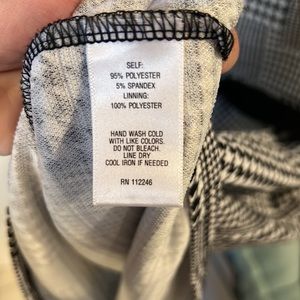 SELF:
95% POLYESTER
5% SPANDEX
LINNING:
100% POLYESTER
HAND WASH COLD
WITH LIKE COLORS.
DO NOT BLEACH.
LINE DRY
COOL IRON IF NEEDED
RN 112246